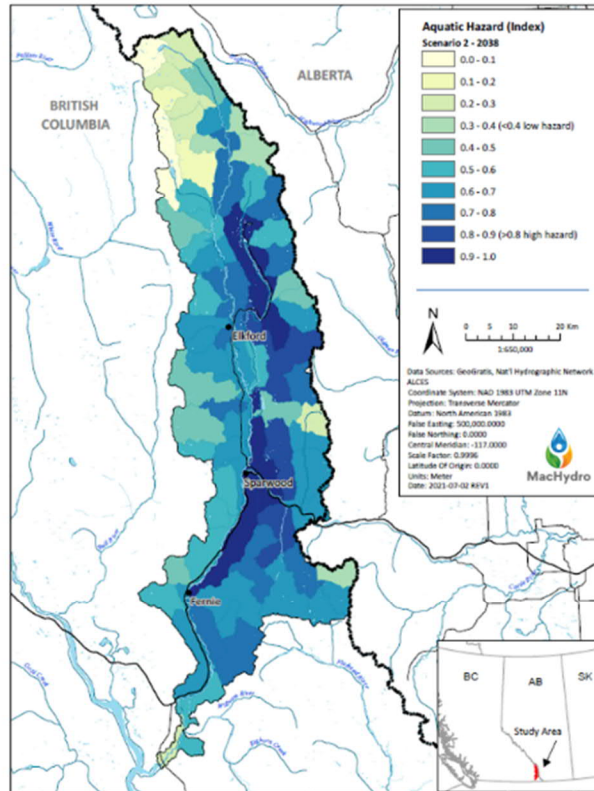 Aquatic Hazard (Index)
Scenario 2 - 2038
0.0 - 0.1
0.1 - 0.2
0.2 - 0.3
0.3 - 0.4 (<0.4 low hazard)
0.4 - 0.5
0.5 - 0.6
0.6 - 0.7
0.7 - 0.8
0.8 - 0.9 (>0.8 high hazard)
0.9 - 1.0
N
0 10 20 Km
1:650,000
Data Sources: GeoGratis, Nat'l Hydrographic Network
ALCES
Coordinate System: NAD 1983 UTM Zone 11N
Projection: Transverse Mercator
Datum: North American 1983
False Easting: 500,000.0000
False Northing: 0.0000
Central Meridian: -117.0000
Scale Factor: 0.9996
Latitude Of Origin: 0.0000
Units: Meter
Date: 2021-07-02 REV1
MacHydro
ALBERTA
BRITISH
COLUMBIA
Elkford
Sparwood
Fernie
Wigwam River
BC
AB
SK
Study Area